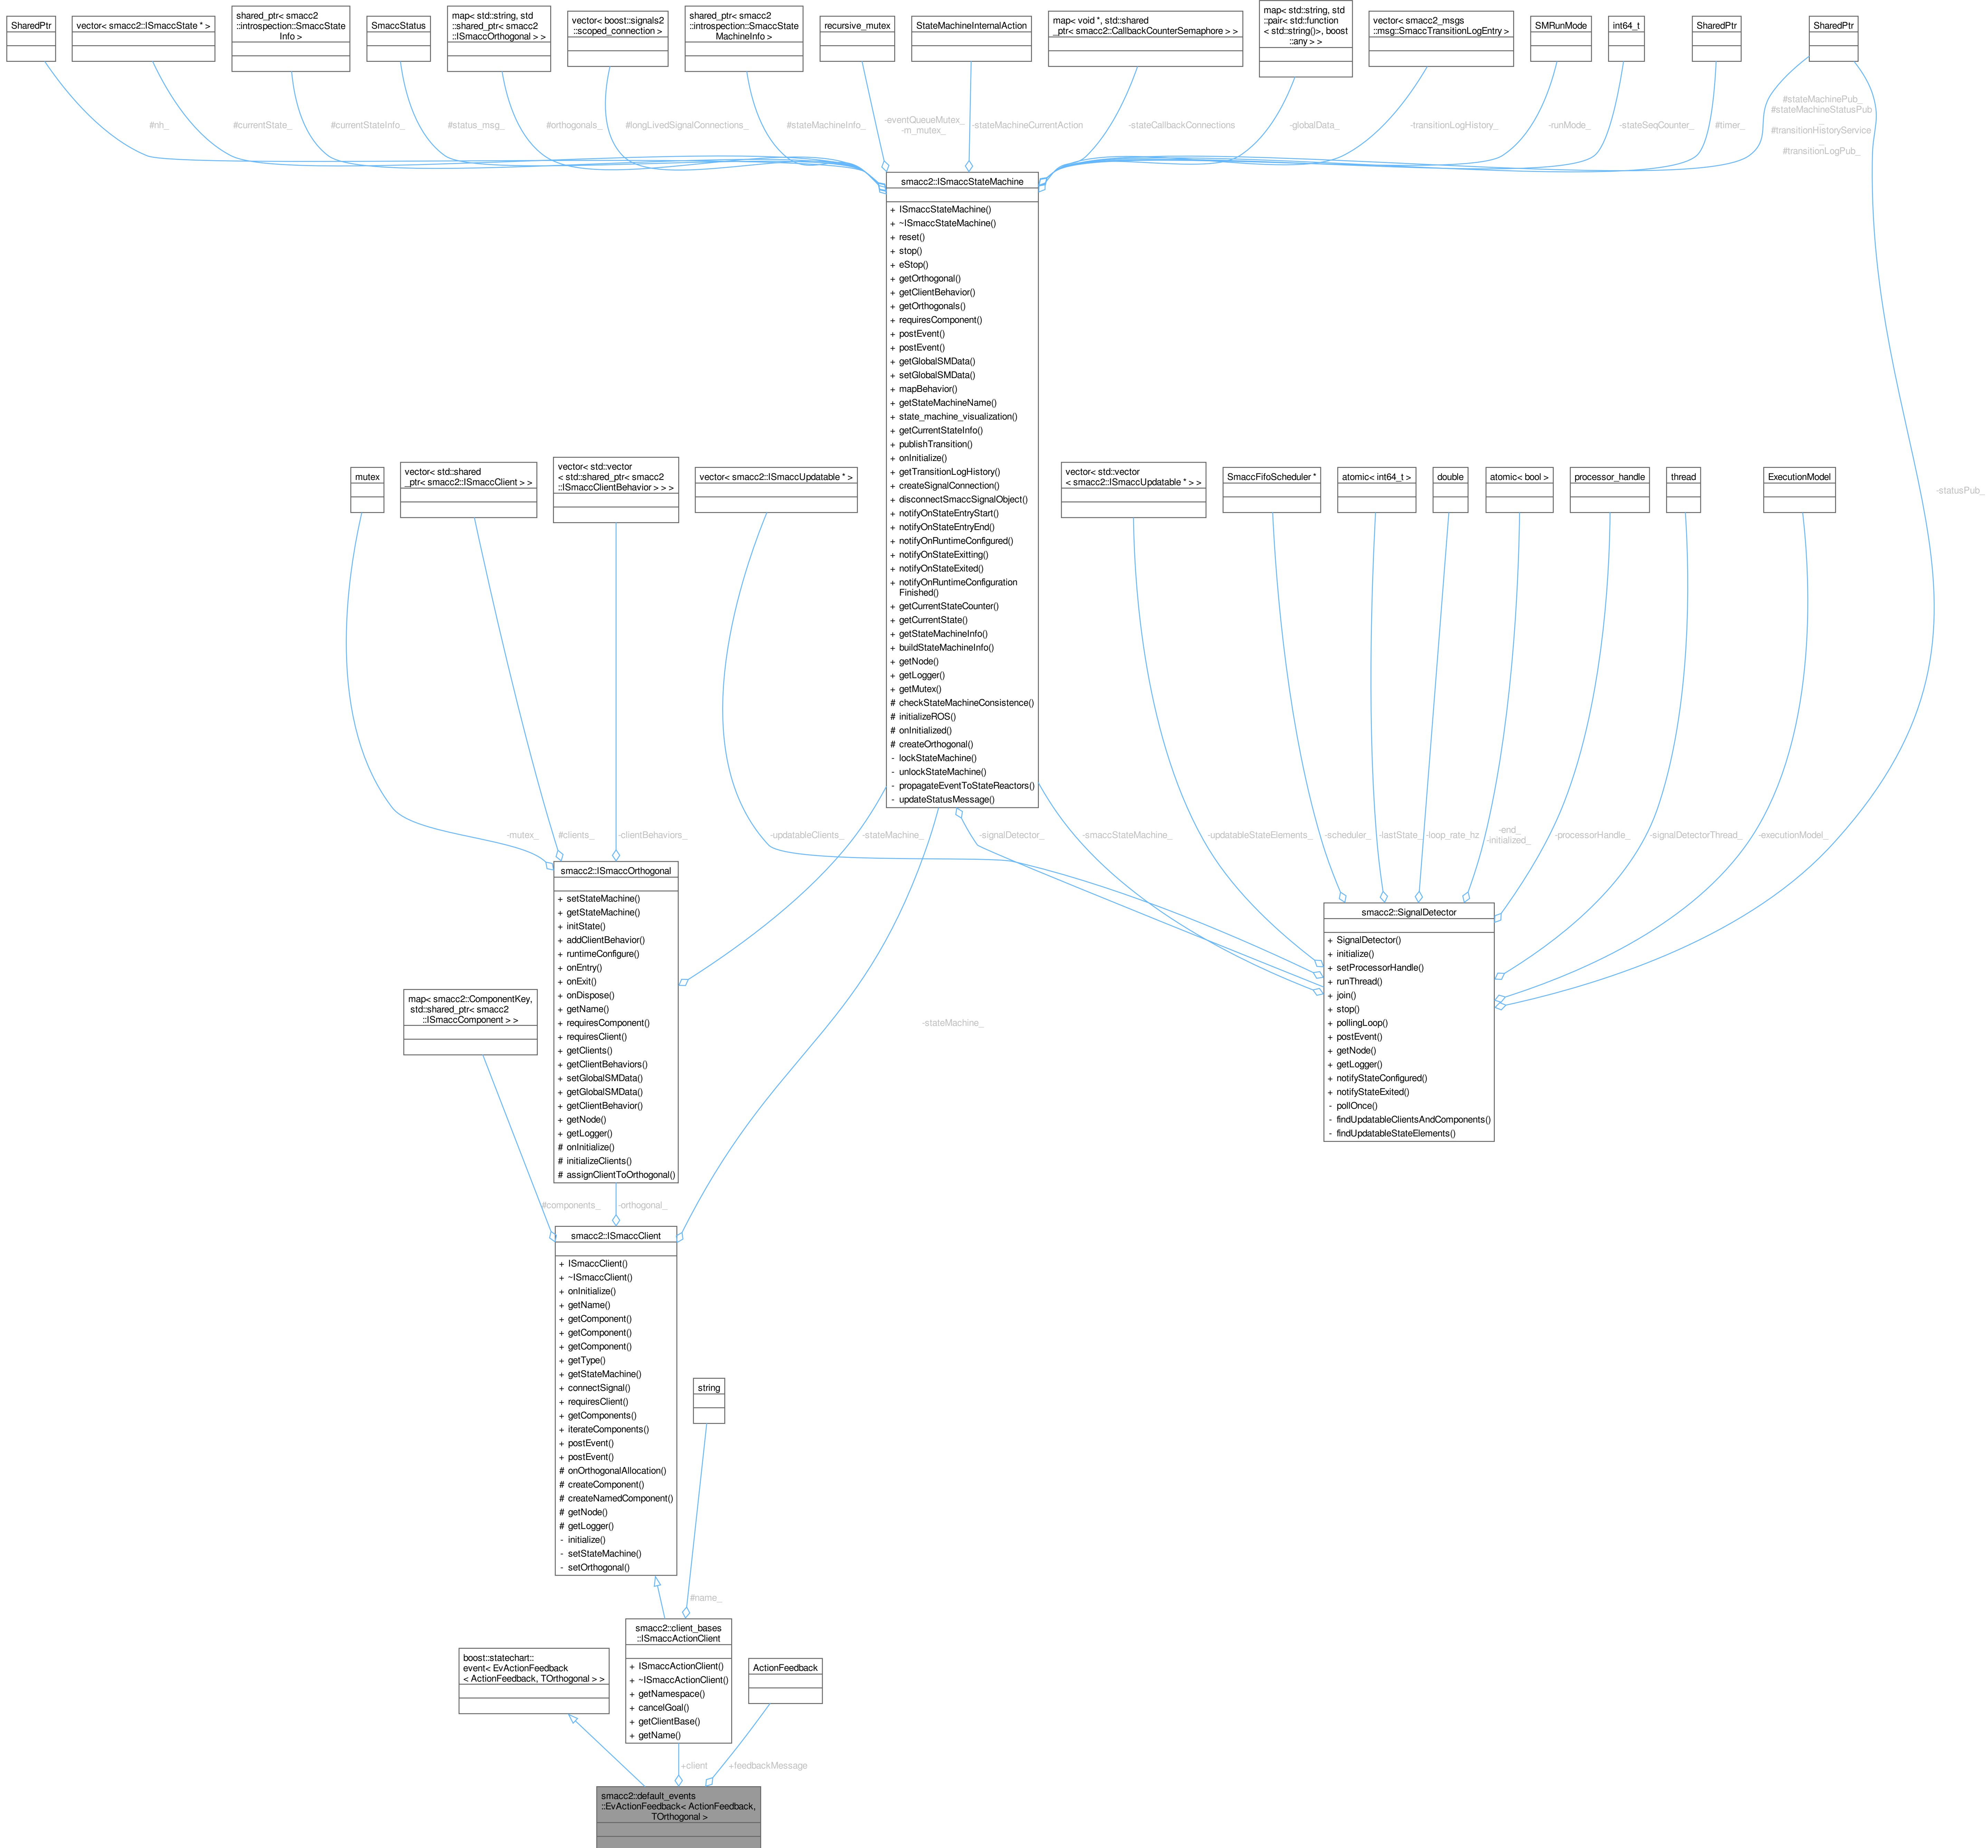 SharedPtr
vector< smacc2::ISmaccState * >
shared_ptr< smacc2
::introspection::SmaccState
Info >
SmaccStatus
map< std::string, std
::shared_ptr< smacc2
::ISmaccOrthogonal > >
vector< boost::signals2
::scoped_connection >
shared_ptr< smacc2
::introspection::SmaccState
MachineInfo >
recursive_mutex
StateMachineInternalAction
map< void *, std::shared
_ptr< smacc2::CallbackCounterSemaphore > >
map< std::string, std
::pair< std::function
< std::string()>, boost
::any > >
vector< smacc2_msgs
::msg::SmaccTransitionLogEntry >
SMRunMode
int64_t
SharedPtr
SharedPtr
#nh_
#currentState_
#currentStateInfo_
#status_msg_
#orthogonals_
#longLivedSignalConnections_
#stateMachineInfo_
-eventQueueMutex_
-m_mutex_
-stateMachineCurrentAction
-stateCallbackConnections
-globalData_
-transitionLogHistory_
-runMode_
-stateSeqCounter_
#timer_
#stateMachinePub_
#stateMachineStatusPub
_
#transitionHistoryService
_
#transitionLogPub_
smacc2::ISmaccStateMachine
+ ISmaccStateMachine()
+ ~ISmaccStateMachine()
+ reset()
+ stop()
+ eStop()
+ getOrthogonal()
+ getClientBehavior()
+ getOrthogonals()
+ requiresComponent()
+ postEvent()
+ postEvent()
+ getGlobalSMData()
+ setGlobalSMData()
+ mapBehavior()
+ getStateMachineName()
+ state_machine_visualization()
+ getCurrentStateInfo()
+ publishTransition()
+ onInitialize()
+ getTransitionLogHistory()
+ createSignalConnection()
+ disconnectSmaccSignalObject()
+ notifyOnStateEntryStart()
+ notifyOnStateEntryEnd()
+ notifyOnRuntimeConfigured()
+ notifyOnStateExitting()
+ notifyOnStateExited()
+ notifyOnRuntimeConfiguration
Finished()
+ getCurrentStateCounter()
+ getCurrentState()
+ getStateMachineInfo()
+ buildStateMachineInfo()
+ getNode()
+ getLogger()
+ getMutex()
# checkStateMachineConsistence()
# initializeROS()
# onInitialized()
# createOrthogonal()
- lockStateMachine()
- unlockStateMachine()
- propagateEventToStateReactors()
- updateStatusMessage()
mutex
vector< std::shared
_ptr< smacc2::ISmaccClient > >
vector< std::vector
< std::shared_ptr< smacc2
::ISmaccClientBehavior > > >
vector< smacc2::ISmaccUpdatable * >
vector< std::vector
< smacc2::ISmaccUpdatable * > >
SmaccFifoScheduler *
atomic< int64_t >
double
atomic< bool >
processor_handle
thread
ExecutionModel
-statusPub_
-mutex_
#clients_
-clientBehaviors_
-updatableClients_
-stateMachine_
-signalDetector_
-smaccStateMachine_
-updatableStateElements_
-scheduler_
-lastState_
-loop_rate_hz
-end_
-initialized_
-processorHandle_
-signalDetectorThread_
-executionModel_
smacc2::ISmaccOrthogonal
+ setStateMachine()
+ getStateMachine()
+ initState()
+ addClientBehavior()
+ runtimeConfigure()
+ onEntry()
+ onExit()
+ onDispose()
+ getName()
+ requiresComponent()
+ requiresClient()
+ getClients()
+ getClientBehaviors()
+ setGlobalSMData()
+ getGlobalSMData()
+ getClientBehavior()
+ getNode()
+ getLogger()
# onInitialize()
# initializeClients()
# assignClientToOrthogonal()
smacc2::SignalDetector
+ SignalDetector()
+ initialize()
+ setProcessorHandle()
+ runThread()
+ join()
+ stop()
+ pollingLoop()
+ postEvent()
+ getNode()
+ getLogger()
+ notifyStateConfigured()
+ notifyStateExited()
- pollOnce()
- findUpdatableClientsAndComponents()
- findUpdatableStateElements()
map< smacc2::ComponentKey,
std::shared_ptr< smacc2
::ISmaccComponent > >
-stateMachine_
#components_
-orthogonal_
smacc2::ISmaccClient
+ ISmaccClient()
+ ~ISmaccClient()
+ onInitialize()
+ getName()
+ getComponent()
+ getComponent()
+ getComponent()
+ getType()
+ getStateMachine()
+ connectSignal()
+ requiresClient()
+ getComponents()
+ iterateComponents()
+ postEvent()
+ postEvent()
# onOrthogonalAllocation()
# createComponent()
# createNamedComponent()
# getNode()
# getLogger()
- initialize()
- setStateMachine()
- setOrthogonal()
string
#name_
smacc2::client_bases
::ISmaccActionClient
+ ISmaccActionClient()
+ ~ISmaccActionClient()
+ getNamespace()
+ cancelGoal()
+ getClientBase()
+ getName()
boost::statechart::
event< EvActionFeedback
< ActionFeedback, TOrthogonal > >
ActionFeedback
+client
+feedbackMessage
smacc2::default_events
::EvActionFeedback< ActionFeedback,
TOrthogonal >